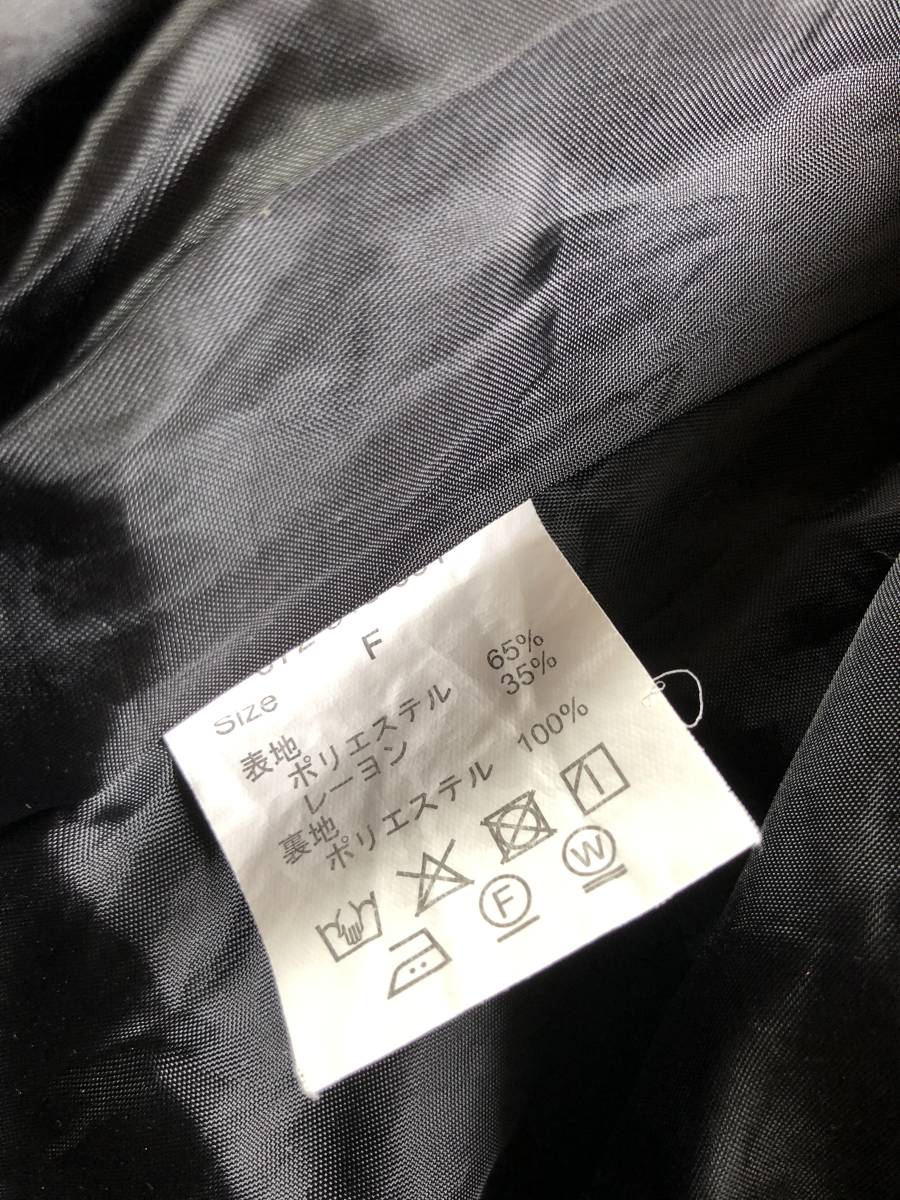 Size F
表地
ポリエステル 65%
レーヨン 35%
裏地
ポリエステル 100%
F
W